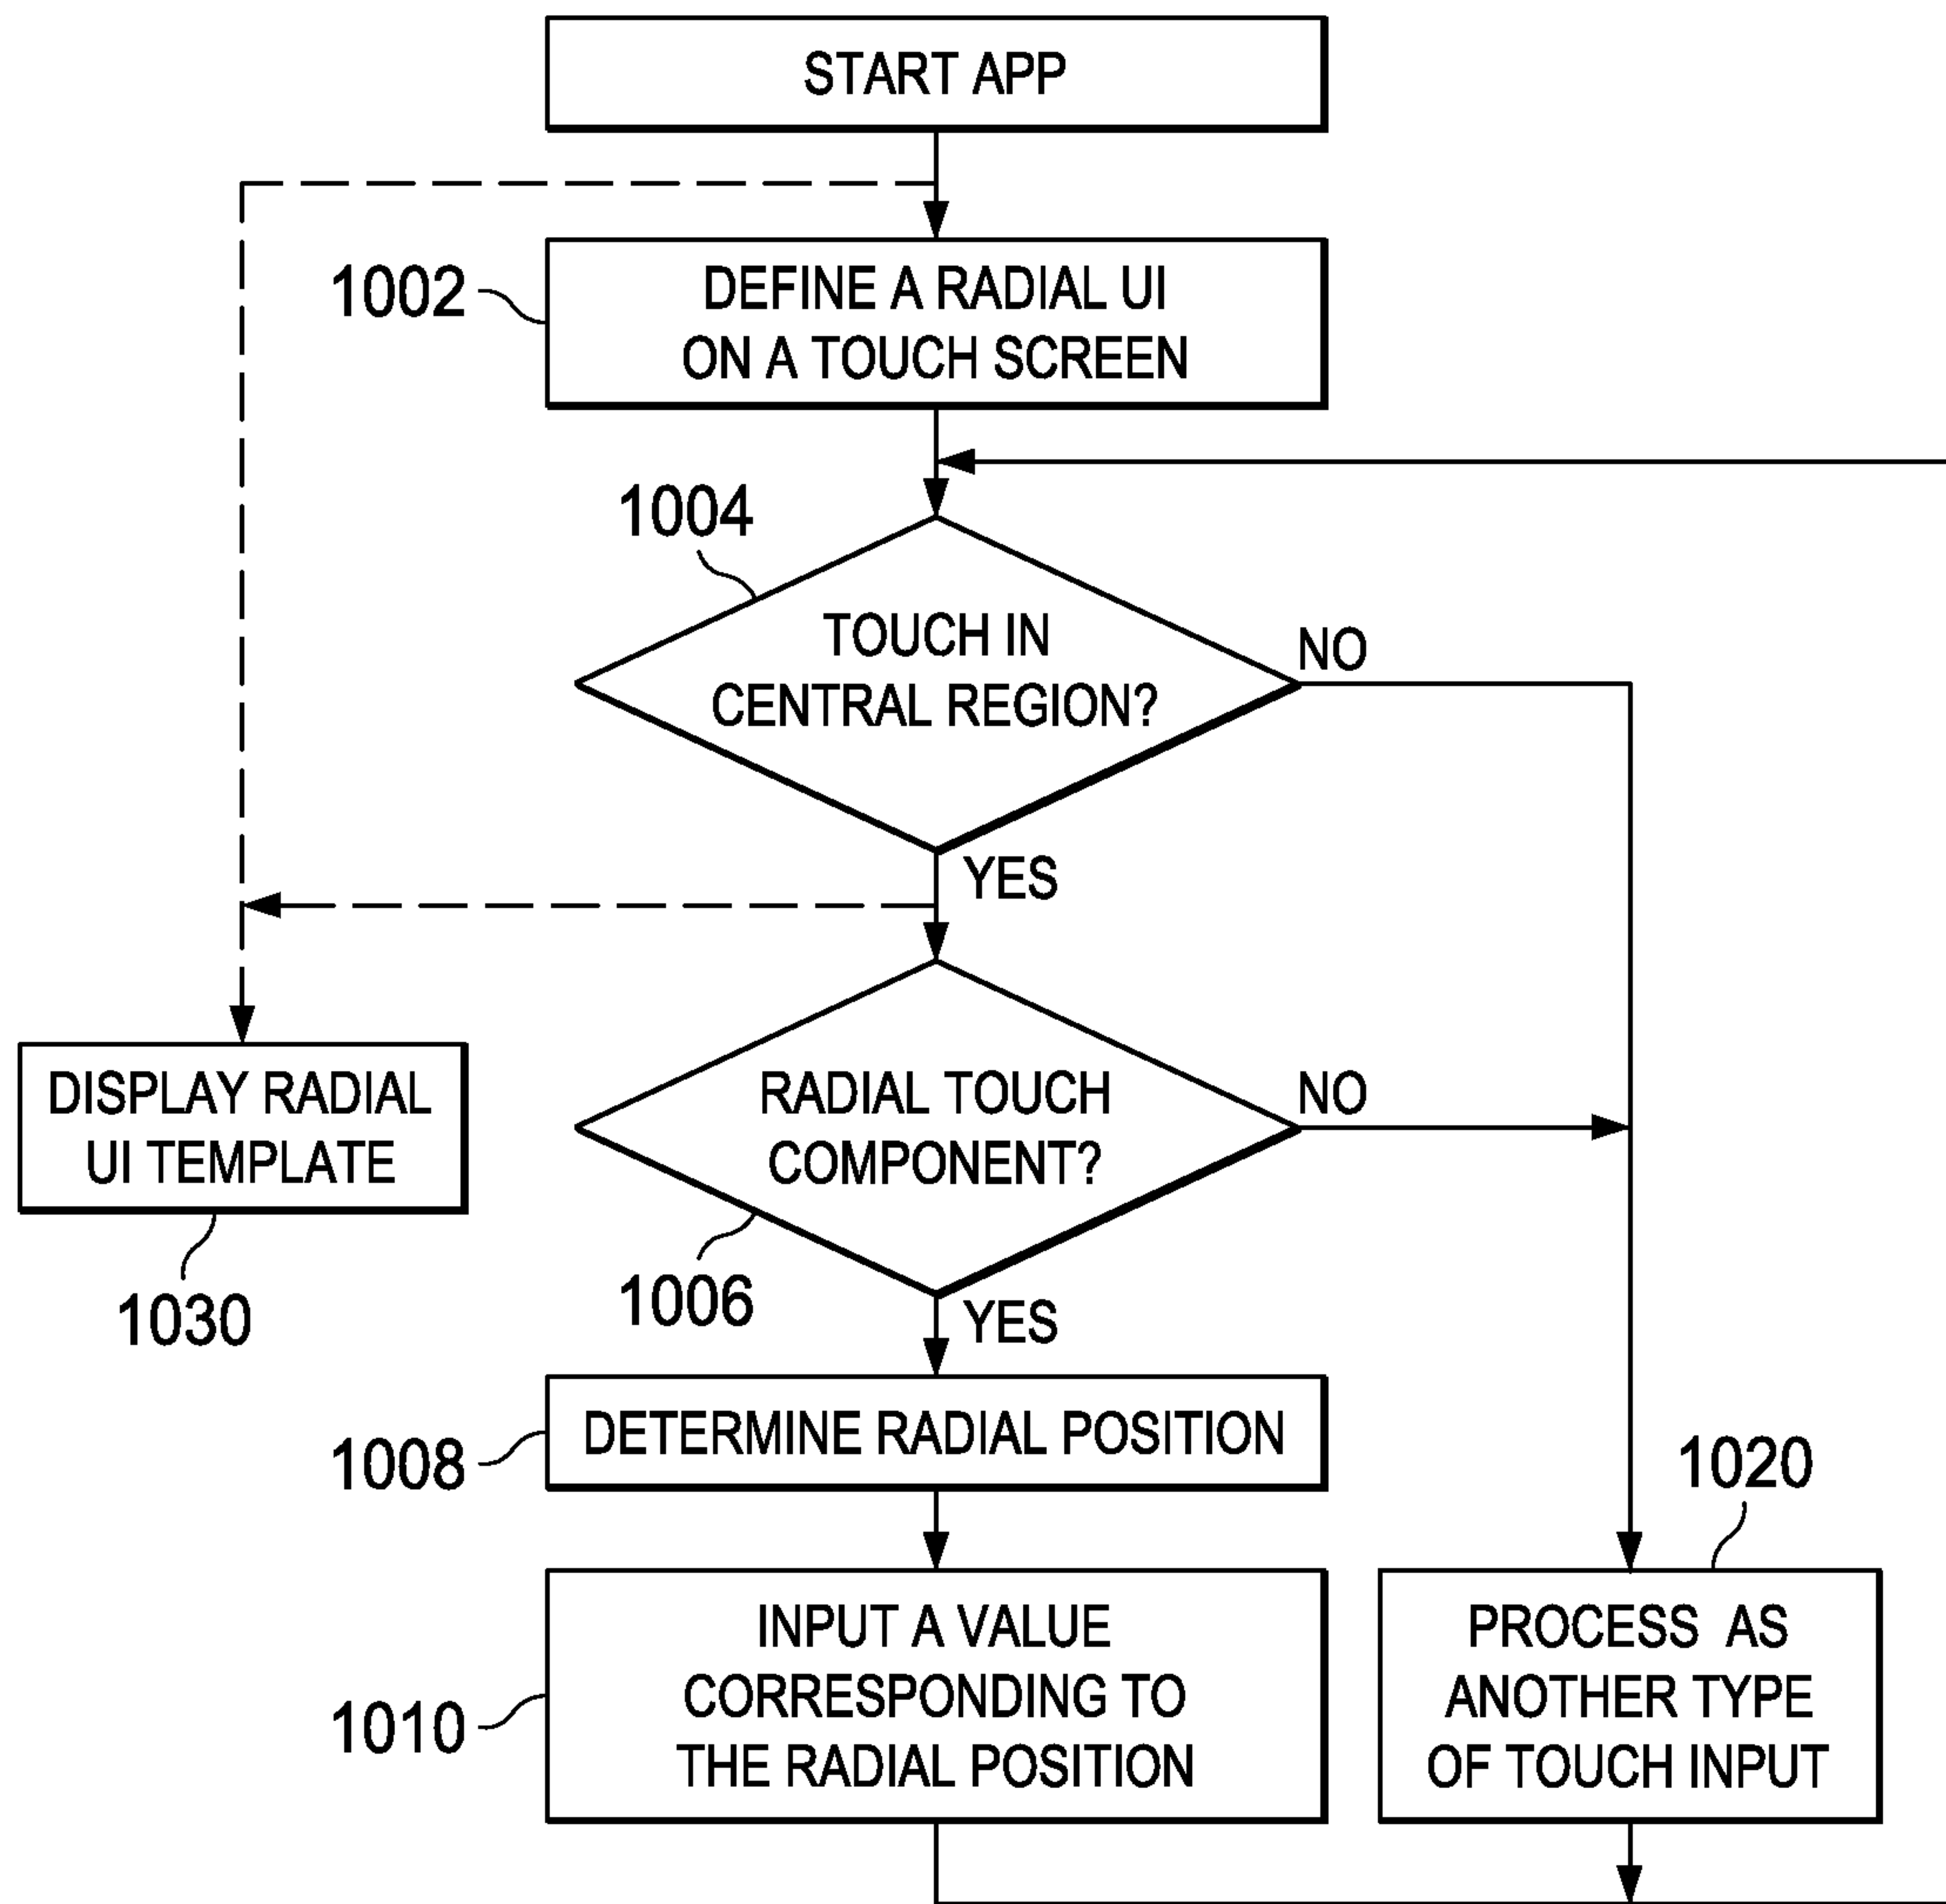 START APP
1002
DEFINE A RADIAL UI
ON A TOUCH SCREEN
1004
TOUCH IN
CENTRAL REGION?
NO
YES
DISPLAY RADIAL
UI TEMPLATE
1030
RADIAL TOUCH
COMPONENT?
NO
1006
YES
1008
DETERMINE RADIAL POSITION
1020
1010
INPUT A VALUE
CORRESPONDING TO
THE RADIAL POSITION
PROCESS AS
ANOTHER TYPE
OF TOUCH INPUT